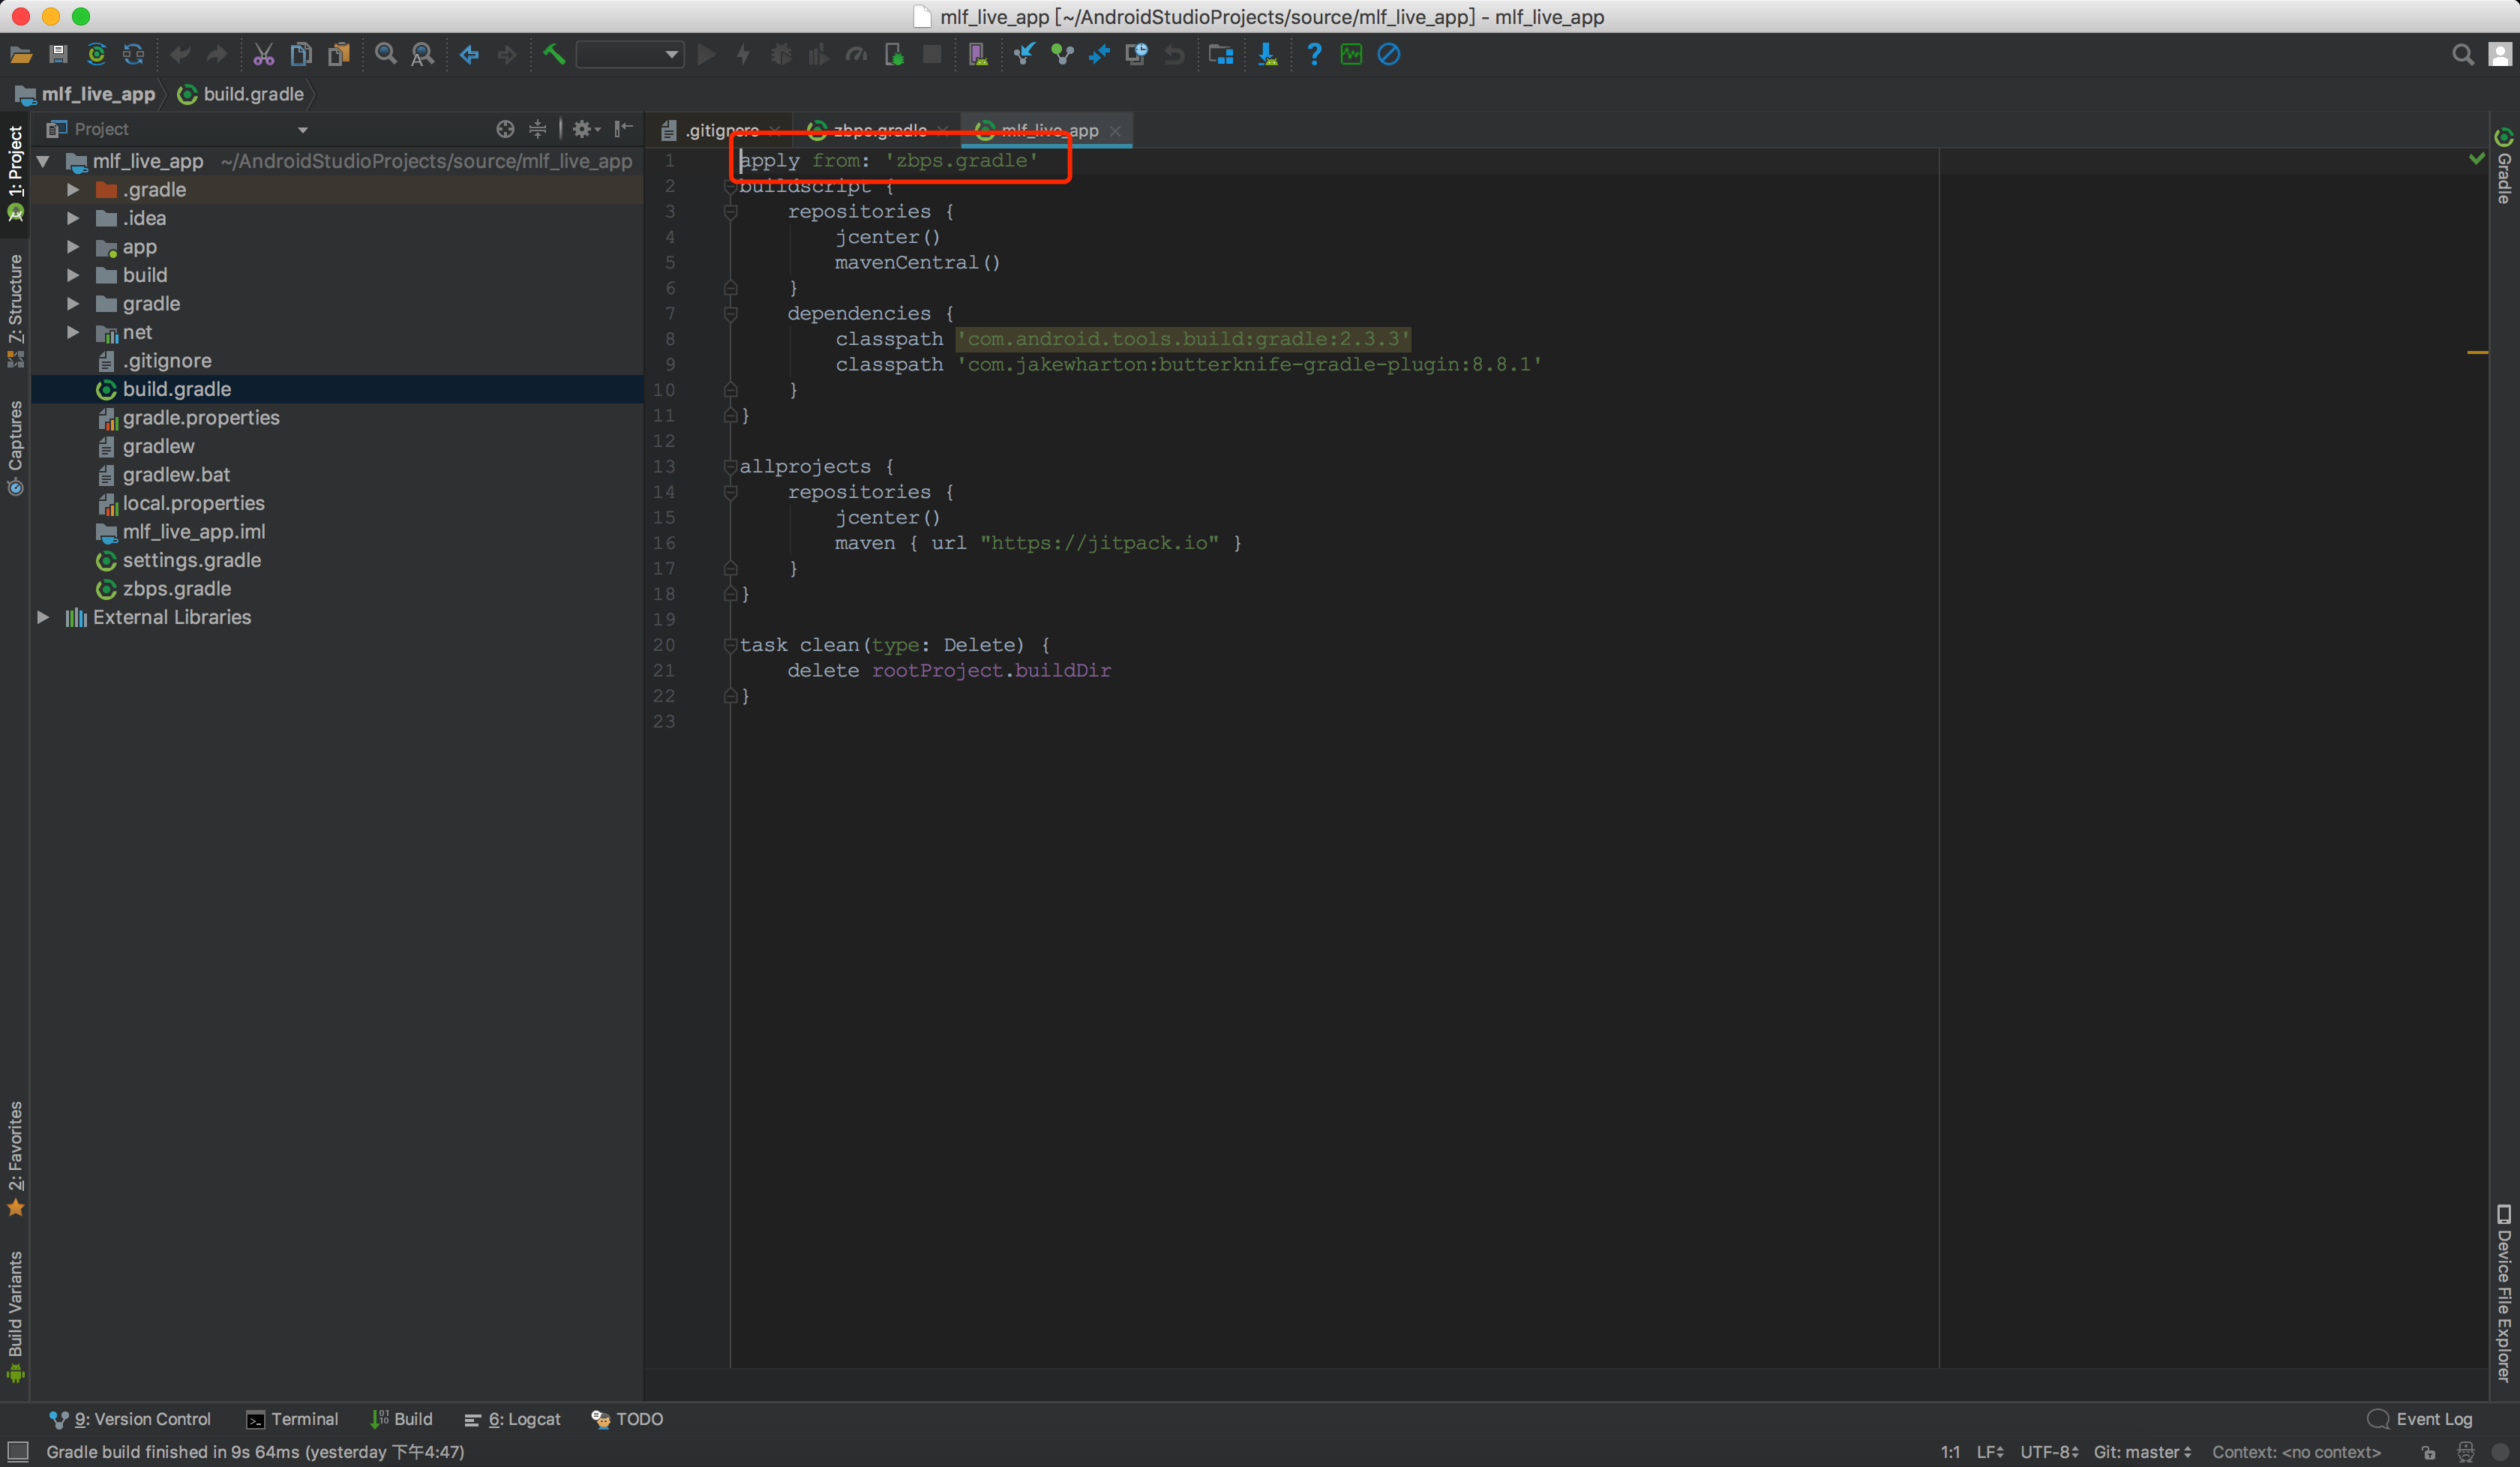 mlf_live_app [~/AndroidStudioProjects/source/mlf_live_app] - mlf_live_app
mlf_live_app
build.gradle
Project
.gitignore
zbps.gradle
mlf_live_app
1: Project
Z: Structure
Captures
2: Favorites
Build Variants
mlf_live_app ~/AndroidStudioProjects/source/mlf_live_app
.gradle
.idea
app
build
gradle
net
.gitignore
build.gradle
gradle.properties
gradlew
gradlew.bat
local.properties
mlf_live_app.iml
settings.gradle
zbps.gradle
External Libraries
1 apply from: 'zbps.gradle'
2 buildscript {
3 repositories {
4 jcenter()
5 mavenCentral()
6 }
7 dependencies {
8 classpath 'com.android.tools.build:gradle:2.3.3'
9 classpath 'com.jakewharton:butterknife-gradle-plugin:8.8.1'
10 }
11 }
12
13 allprojects {
14 repositories {
15 jcenter()
16 maven { url "https://jitpack.io" }
17 }
18 }
19
20 task clean(type: Delete) {
21 delete rootProject.buildDir
22 }
23
Gradle
Device File Explorer
9: Version Control
Terminal
Build
6: Logcat
TODO
Event Log
Gradle build finished in 9s 64ms (yesterday 下午4:47)
1:1 LF UTF-8 Git: master Context: <no context>